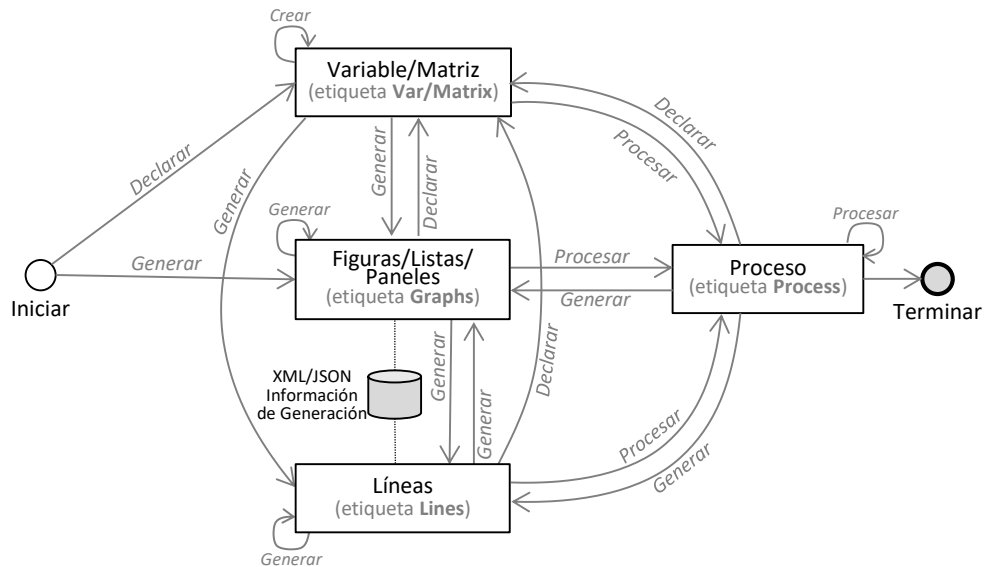 Crear
Variable/Matriz
(etiqueta Var/Matrix)
Declarar
Declarar
Procesar
Generar
Generar
Declarar
Generar
Procesar
Generar
Figuras/Listas/
Paneles
(etiqueta Graphs)
Procesar
Generar
Proceso
(etiqueta Process)
Iniciar
Terminar
XML/JSON
Información
de Generación
Generar
Generar
Declarar
Procesar
Generar
Líneas
(etiqueta Lines)
Generar